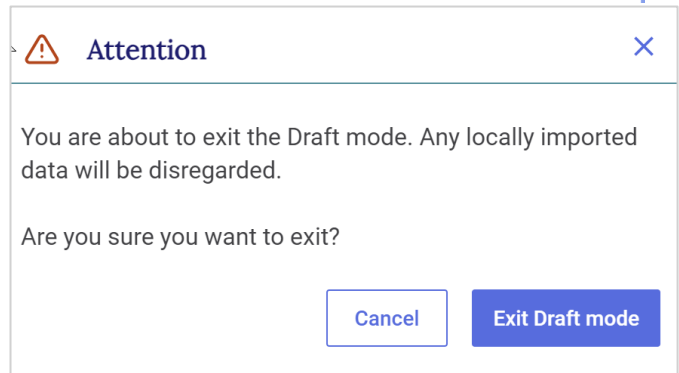 Attention
You are about to exit the Draft mode. Any locally imported
data will be disregarded.
Are you sure you want to exit?
Cancel
Exit Draft mode